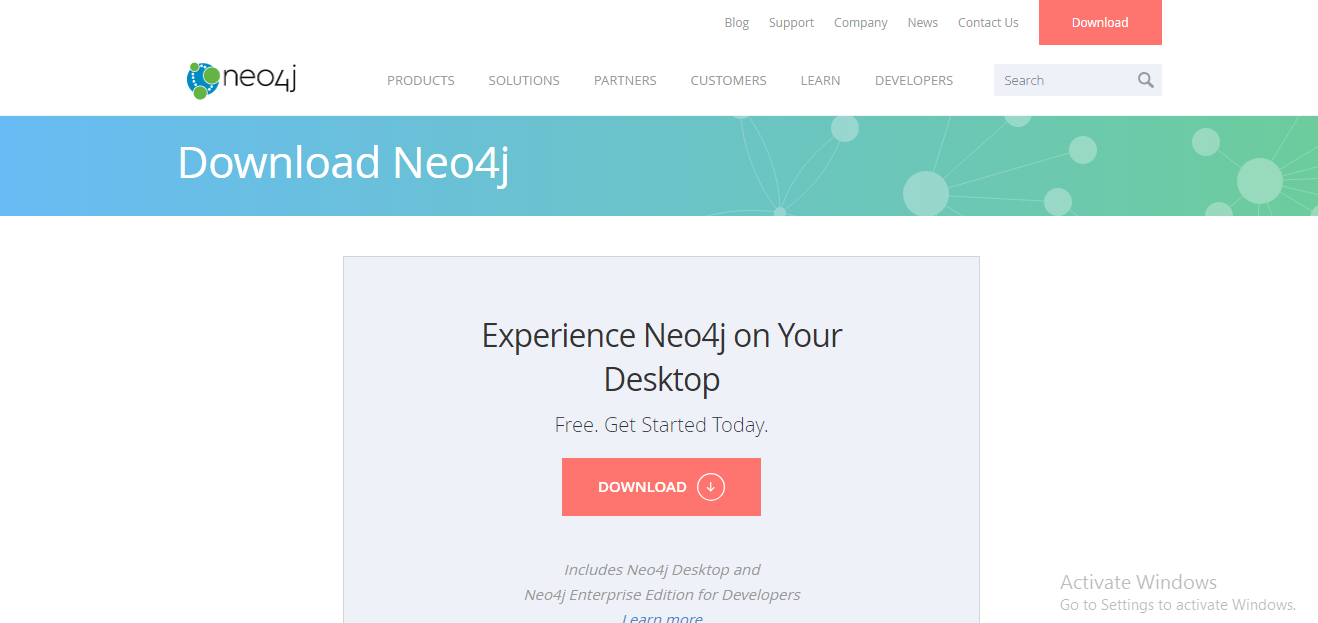 Blog Support Company News Contact Us Download
neo4j PRODUCTS SOLUTIONS PARTNERS CUSTOMERS LEARN DEVELOPERS Search
Download Neo4j
Experience Neo4j on Your
Desktop
Free. Get Started Today.
DOWNLOAD
Includes Neo4j Desktop and
Neo4j Enterprise Edition for Developers
Learn more
Activate Windows
Go to Settings to activate Windows.